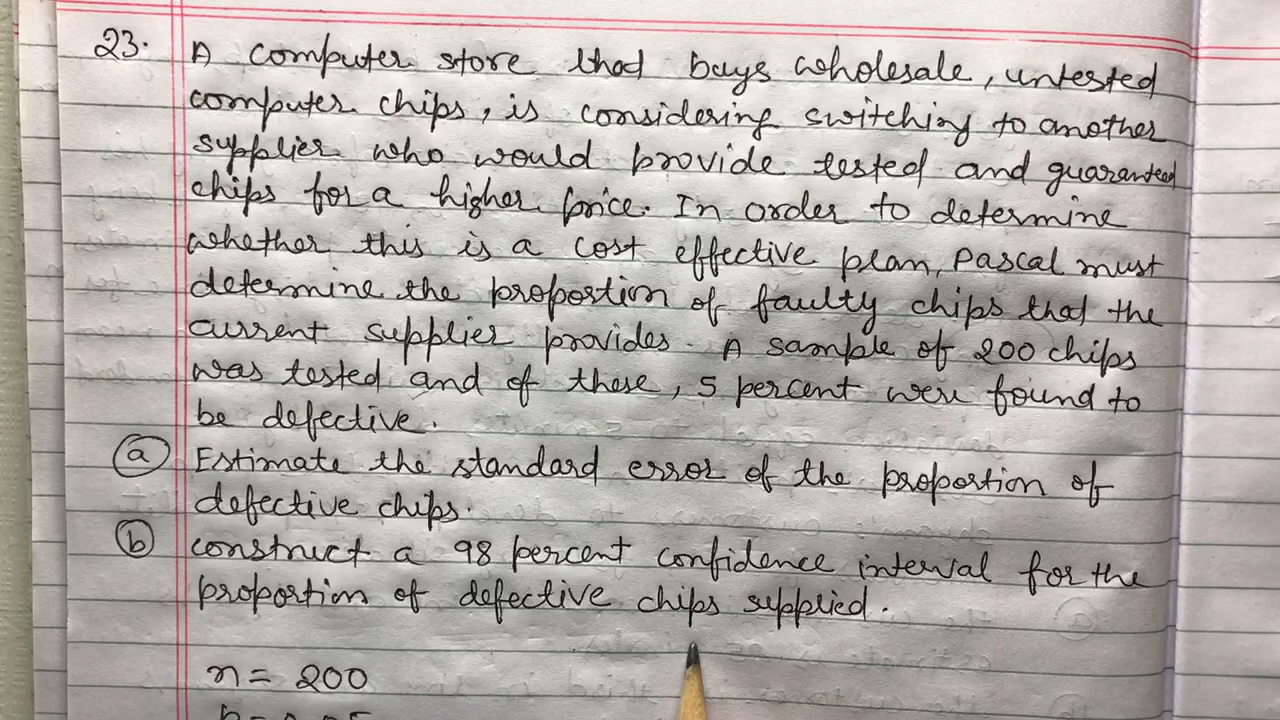 23. A computer store that buys wholesale, untested
computer chips, is considering switching to another
supplier who would provide tested and guaranteed
chips for a higher price. In order to determine
whether this is a cost effective plan, Pascal must
determine the proportion of faulty chips that the
current supplier provides. A sample of 200 chips
was tested and of these, 5 percent were found to
be defective.
(a) Estimate the standard error of the proportion of
defective chips.
(b) construct a 98 percent confidence interval for the
proportion of defective chips supplied.
n = 200